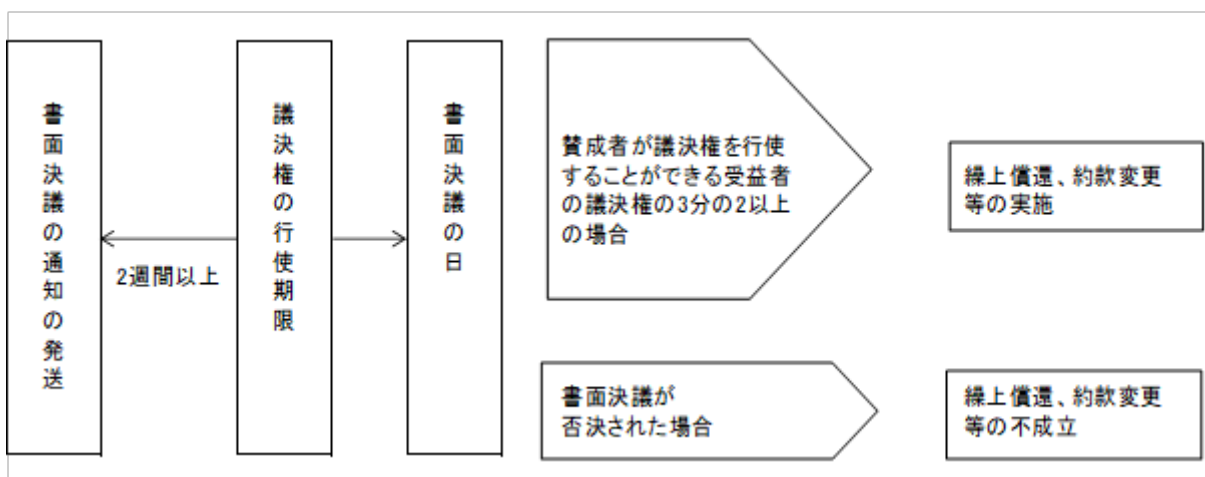 書面決議の通知の発送
2週間以上
議決権の行使期限
書面決議の日
賛成者が議決権を行使
することができる受益者
の議決権の3分の2以上
の場合
繰上償還、約款変更
等の実施
書面決議が
否決された場合
繰上償還、約款変更
等の不成立